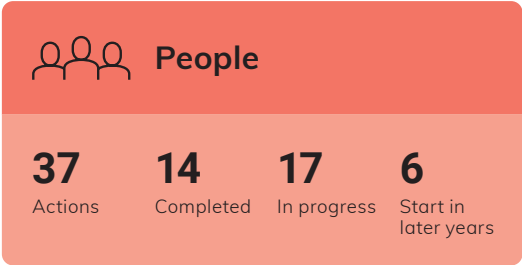 People
37
Actions
14
Completed
17
In progress
6
Start in
later years